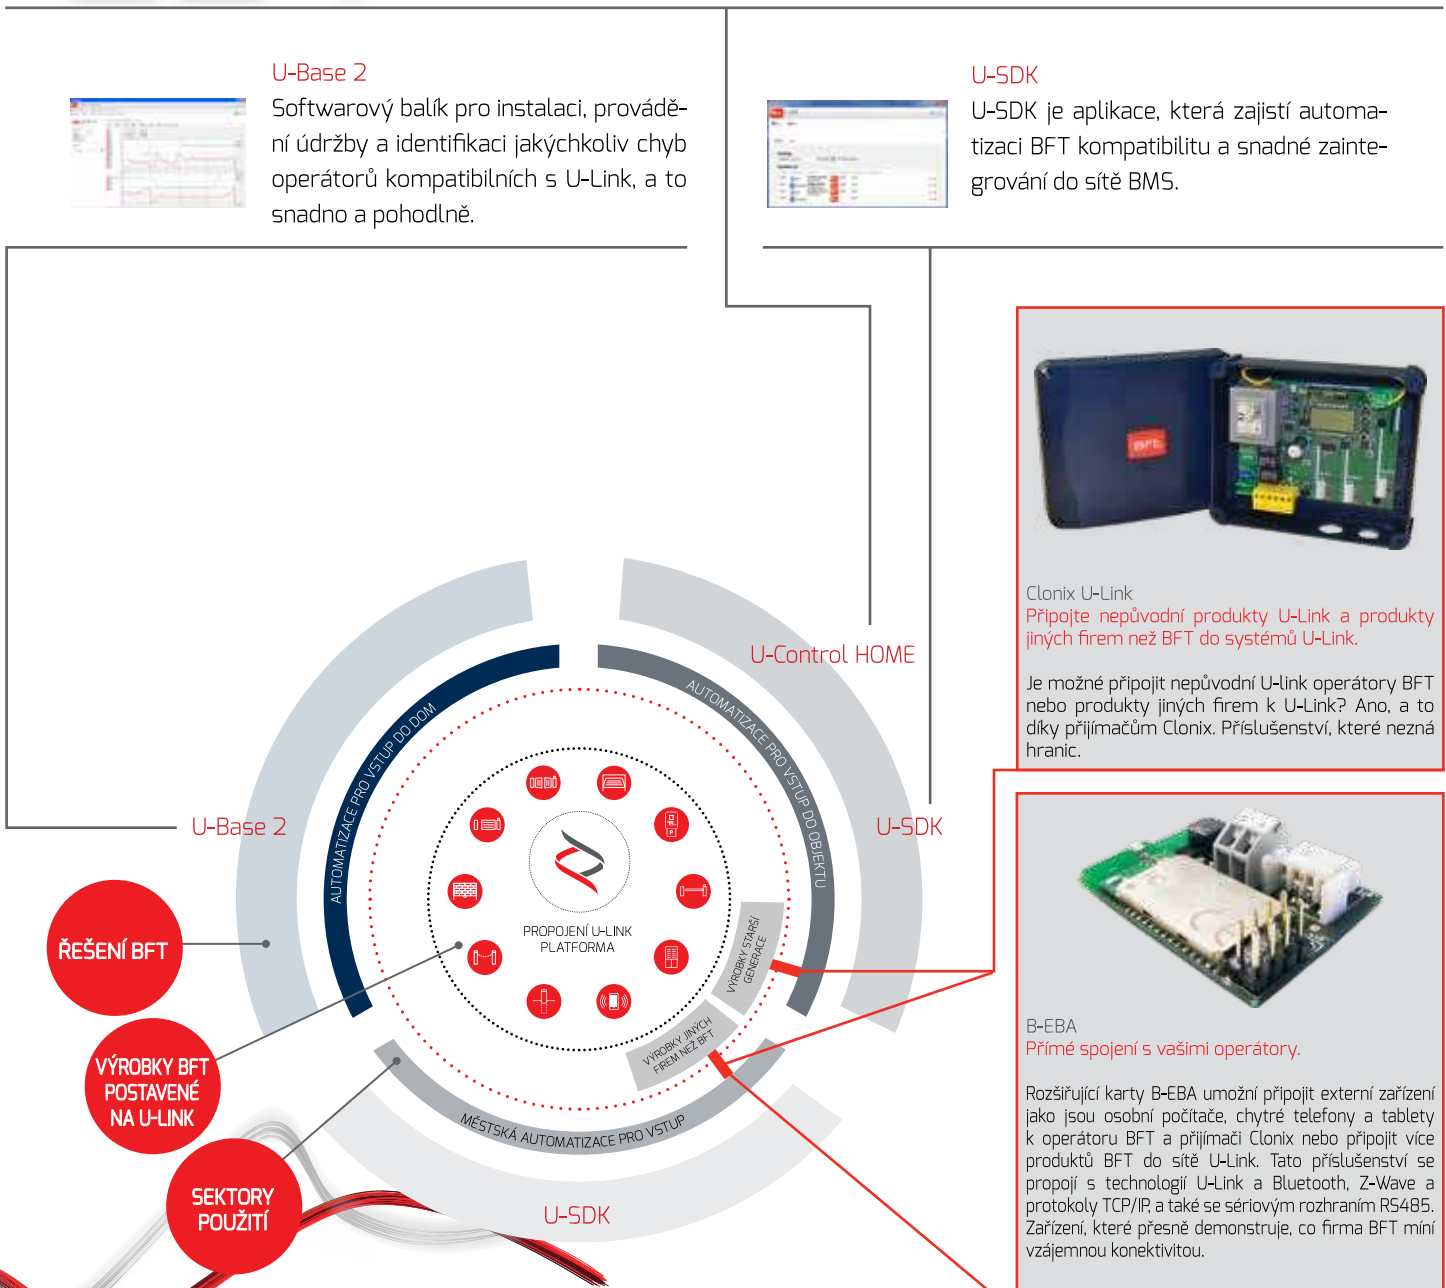 U-Base 2
Softwarový balík pro instalaci, provádě-
ní údržby a identifikaci jakýchkoliv chyb
operátorů kompatibilních s U-Link, a to
snadno a pohodlně.
U-SDK
U-SDK je aplikace, která zajistí automa-
tizaci BFT kompatibilitu a snadné zainte-
grování do sítě BMS.
BFT
Clonix U-Link
Připojte nepůvodní produkty U-Link a produkty
jiných firem než BFT do systémů U-Link.
Je možné připojit nepůvodní U-link operátory BFT
nebo produkty jiných firem k U-Link? Ano, a to
díky přijímačům Clonix. Příslušenství, které nezná
hranic.
U-Control HOME
AUTOMATIZACE PRO VSTUP DO DOM
AUTOMATIZACE PRO VSTUP DO OBJEKTU
U-Base 2
U-SDK
P
PROPOJENÍ U-LINK
PLATFORMA
VÝROBKY STARŠÍ
GENERACE
VÝROBKY JINÝCH
FIREM NEŽ BFT
MĚSTSKÁ AUTOMATIZACE PRO VSTUP
U-SDK
ŘEŠENÍ BFT
VÝROBKY BFT
POSTAVENÉ
NA U-LINK
SEKTORY
POUŽITÍ
B-EBA
Přímé spojení s vašimi operátory.
Rozšiřující karty B-EBA umožní připojit externí zařízení
jako jsou osobní počítače, chytré telefony a tablety
k operátoru BFT a přijímači Clonix nebo připojit více
produktů BFT do sítě U-Link. Tato příslušenství se
propojí s technologií U-Link a Bluetooth, Z-Wave a
protokoly TCP/IP, a také se sériovým rozhraním RS485.
Zařízení, které přesně demonstruje, co firma BFT míní
vzájemnou konektivitou.